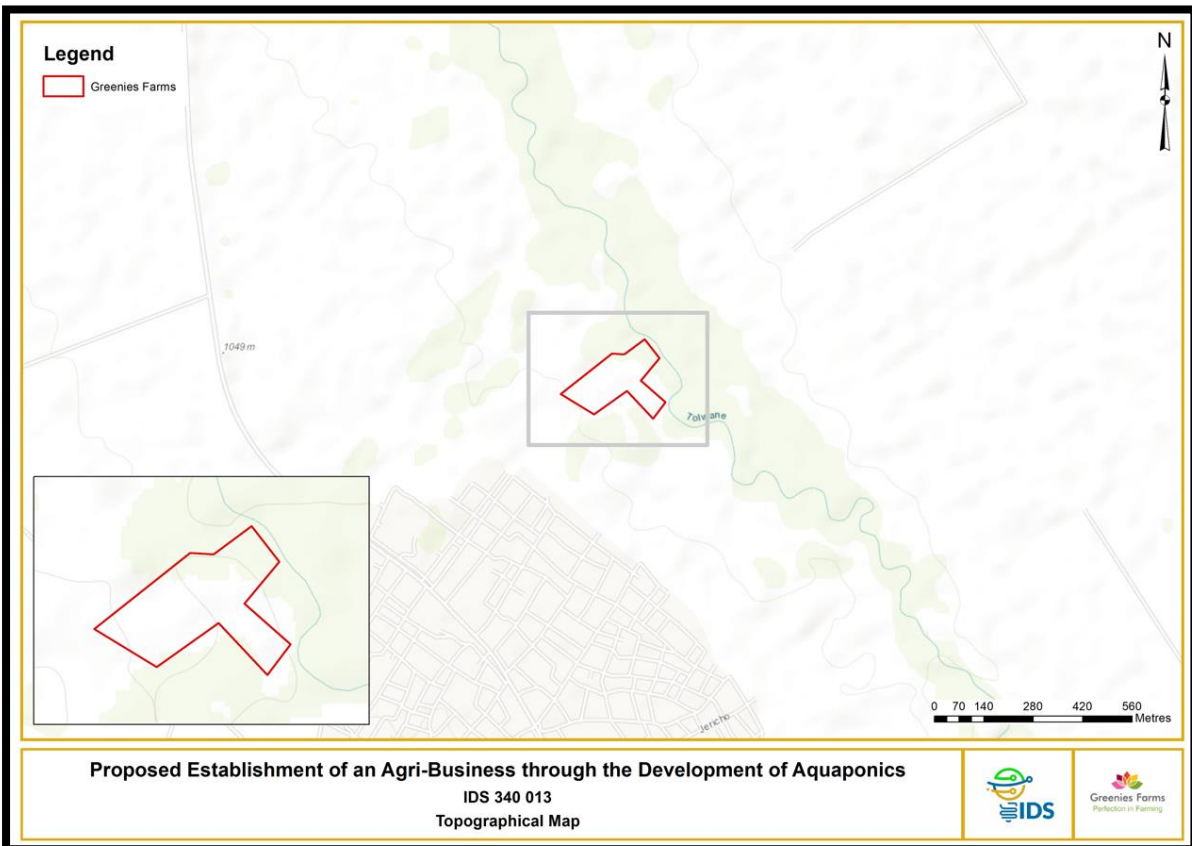 Legend
Greenies Farms
N
1049 m
Tolwane
Jericho
0 70 140 280 420 560
Metres
Proposed Establishment of an Agri-Business through the Development of Aquaponics
IDS 340 013
Topographical Map
IDS
Greenies Farms
Perfection in Farming